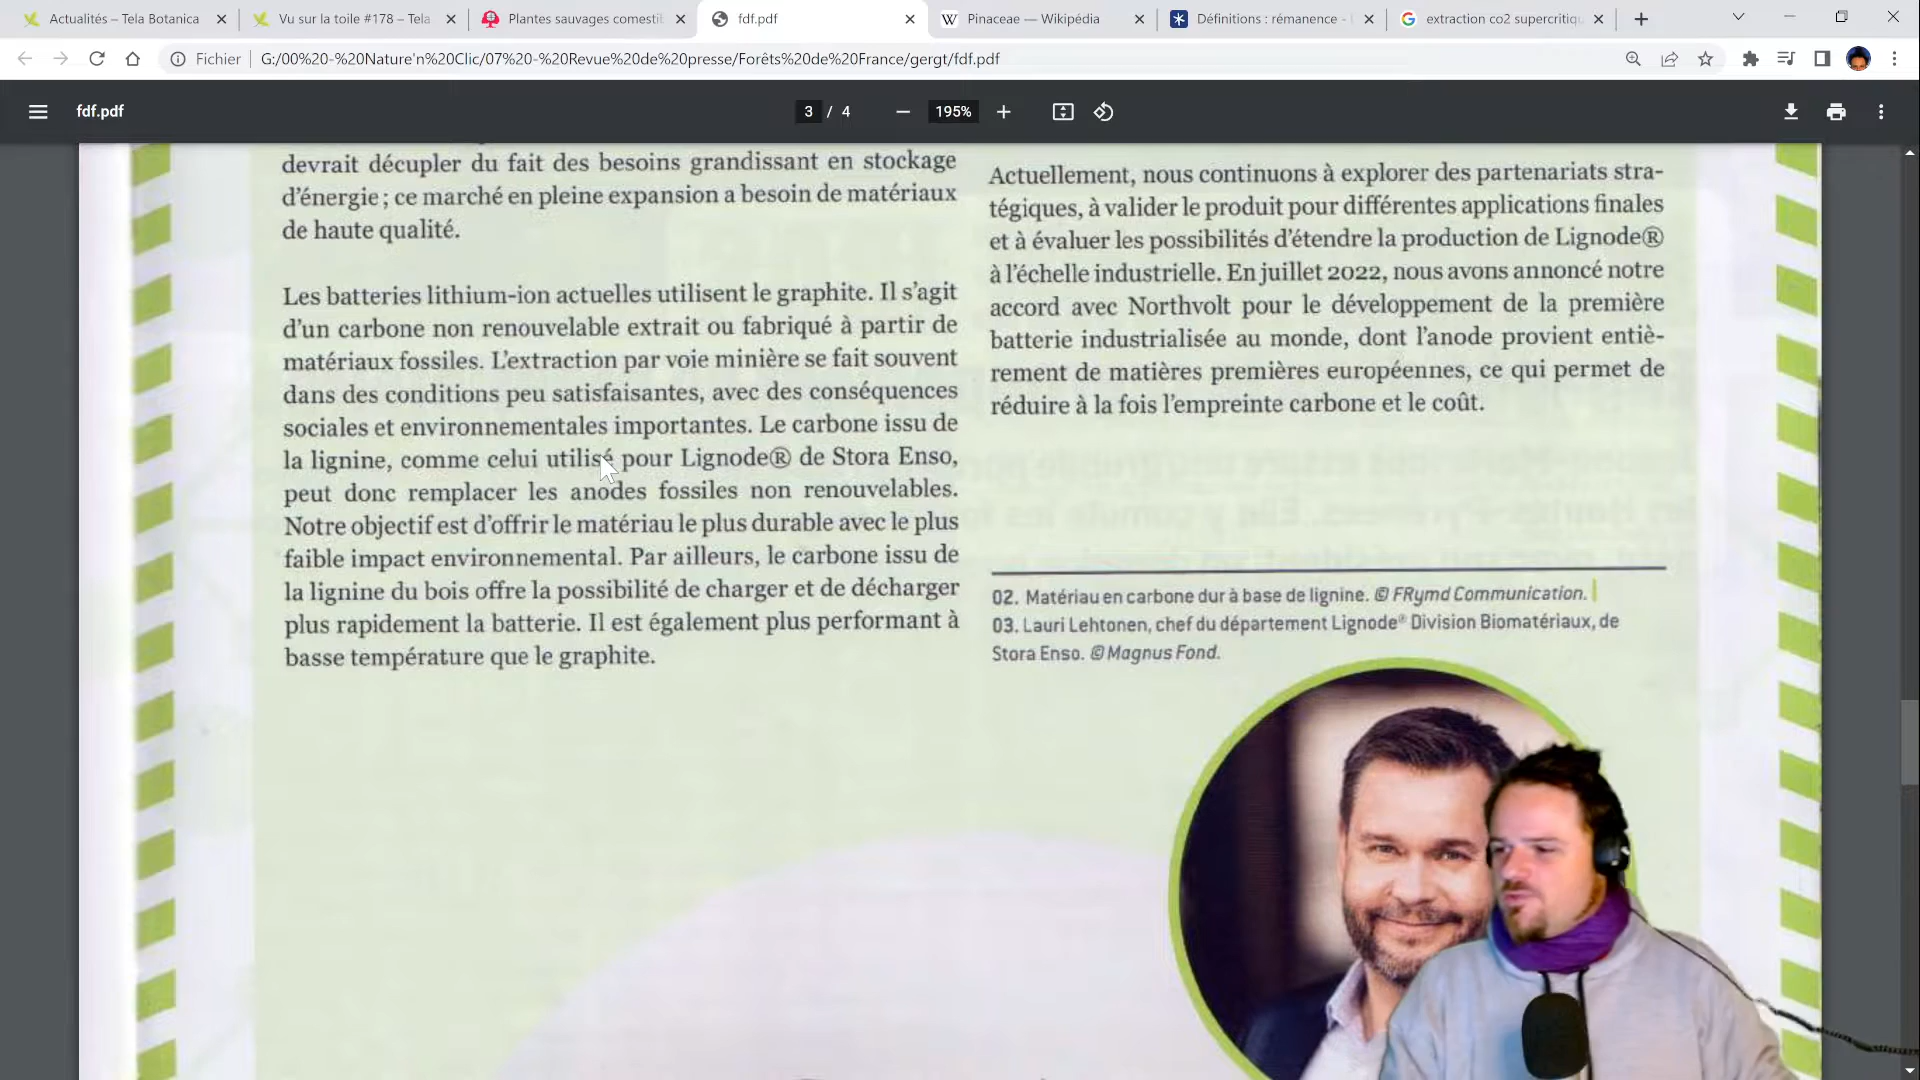 Actualités – Tela Botanica
Vu sur la toile #178 – Tela
Plantes sauvages comestib
fdf.pdf
Pinaceae — Wikipédia
Définitions : rémanence -
extraction co2 supercritiqu
Fichier
G:/00%20-%20Nature'n%20Clic/07%20-%20Revue%20de%20presse/Forêts%20de%20France/gergt/fdf.pdf
fdf.pdf
3 / 4
195%
devrait décupler du fait des besoins grandissant en stockage
d'énergie ; ce marché en pleine expansion a besoin de matériaux
de haute qualité.
Les batteries lithium-ion actuelles utilisent le graphite. Il s'agit
d'un carbone non renouvelable extrait ou fabriqué à partir de
matériaux fossiles. L'extraction par voie minière se fait souvent
dans des conditions peu satisfaisantes, avec des conséquences
sociales et environnementales importantes. Le carbone issu de
la lignine, comme celui utilisé pour Lignode® de Stora Enso,
peut donc remplacer les anodes fossiles non renouvelables.
Notre objectif est d'offrir le matériau le plus durable avec le plus
faible impact environnemental. Par ailleurs, le carbone issu de
la lignine du bois offre la possibilité de charger et de décharger
plus rapidement la batterie. Il est également plus performant à
basse température que le graphite.
Actuellement, nous continuons à explorer des partenariats stra-
tégiques, à valider le produit pour différentes applications finales
et à évaluer les possibilités d'étendre la production de Lignode®
à l'échelle industrielle. En juillet 2022, nous avons annoncé notre
accord avec Northvolt pour le développement de la première
batterie industrialisée au monde, dont l'anode provient entiè-
rement de matières premières européennes, ce qui permet de
réduire à la fois l'empreinte carbone et le coût.
02. Matériau en carbone dur à base de lignine. © FRymd Communication.
03. Lauri Lehtonen, chef du département Lignode® Division Biomatériaux, de
Stora Enso. © Magnus Fond.